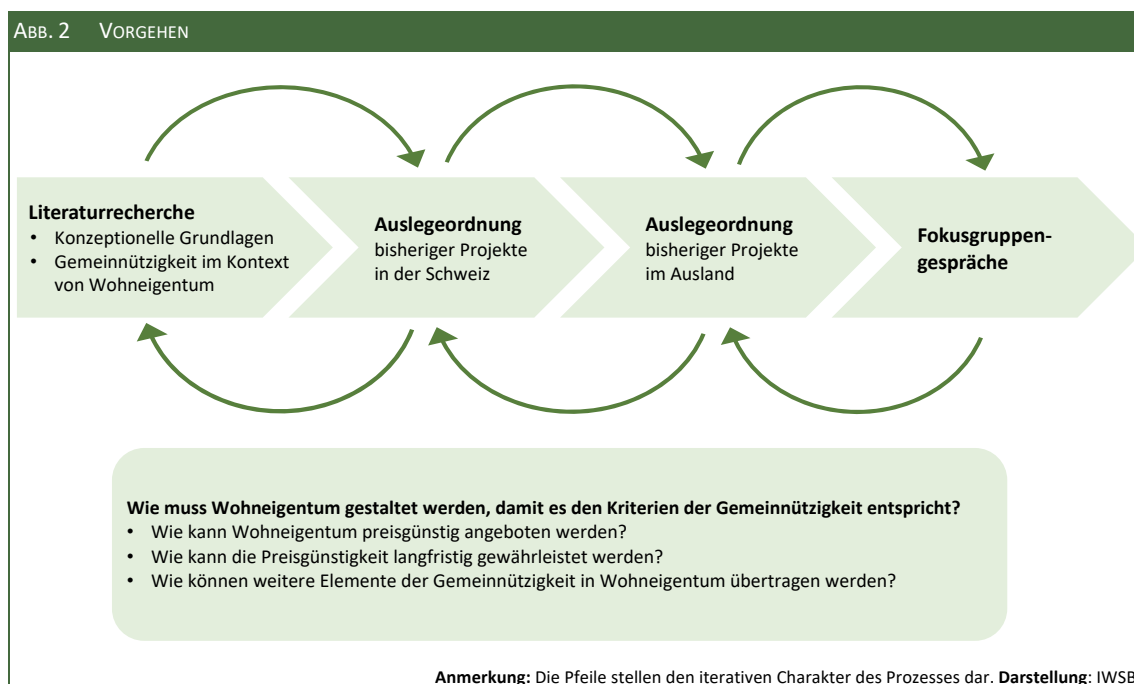 ABB. 2 VORGEHEN
Literaturrecherche
• Konzeptionelle Grundlagen
• Gemeinnützigkeit im Kontext
von Wohneigentum
Auslegeordnung
bisheriger Projekte
in der Schweiz
Auslegeordnung
bisheriger Projekte
im Ausland
Fokusgruppen-
gespräche
Wie muss Wohneigentum gestaltet werden, damit es den Kriterien der Gemeinnützigkeit entspricht?
• Wie kann Wohneigentum preisgünstig angeboten werden?
• Wie kann die Preisgünstigkeit langfristig gewährleistet werden?
• Wie können weitere Elemente der Gemeinnützigkeit in Wohneigentum übertragen werden?
Anmerkung: Die Pfeile stellen den iterativen Charakter des Prozesses dar. Darstellung: IWSB